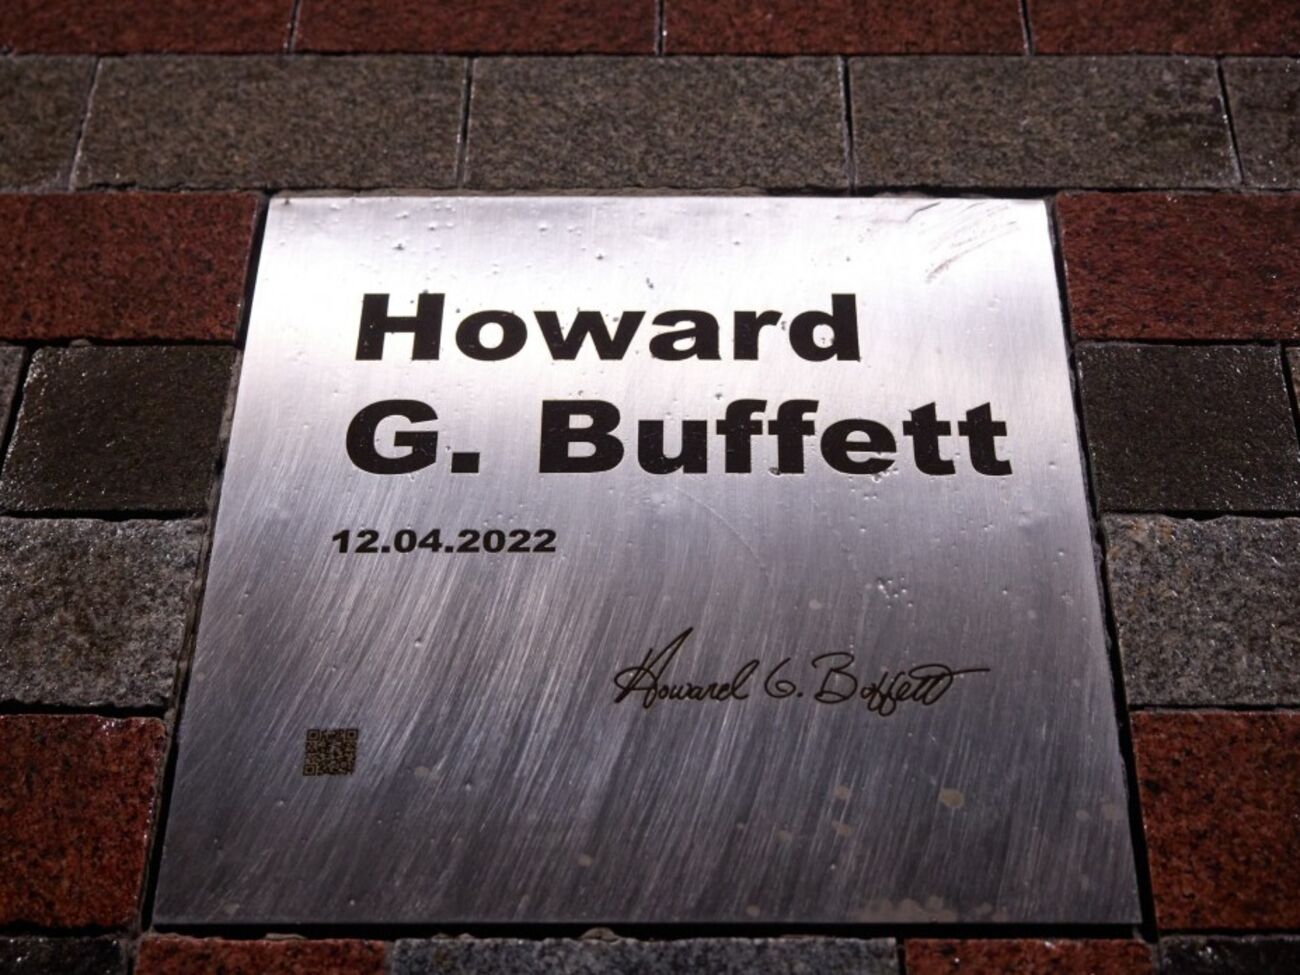 Howard
G. Buffett
12.04.2022
Howard G. Buffett